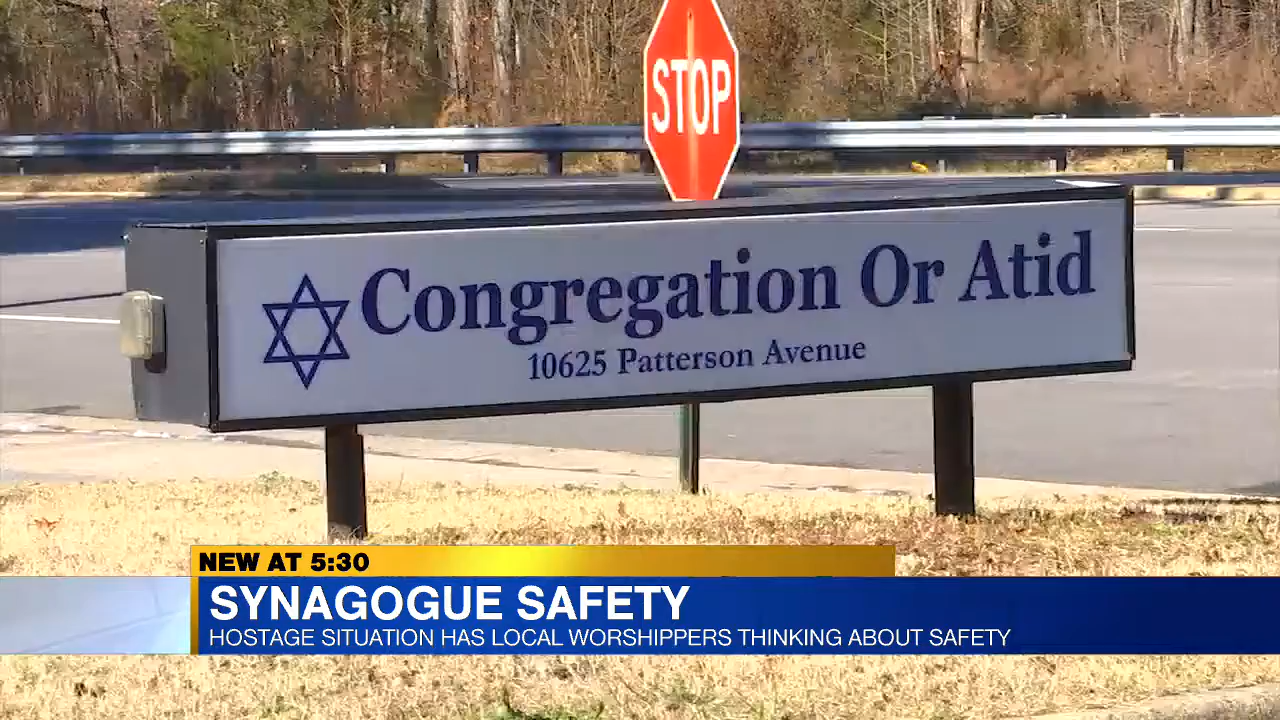 STOP
Congregation Or Atid
10625 Patterson Avenue
NEW AT 5:30
SYNAGOGUE SAFETY
HOSTAGE SITUATION HAS LOCAL WORSHIPPERS THINKING ABOUT SAFETY